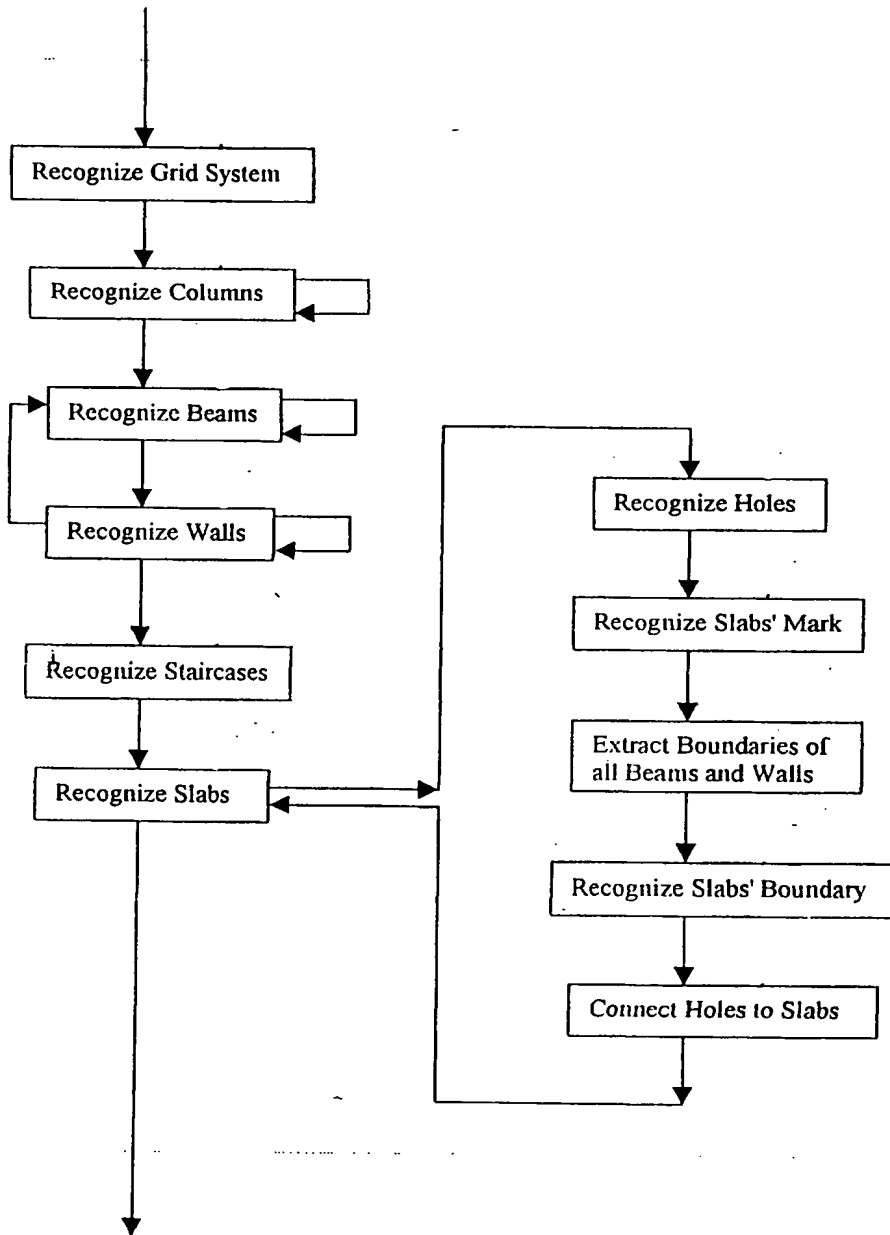 Recognize Grid System
Recognize Columns
Recognize Beams
Recognize Walls
Recognize Staircases
Recognize Slabs
Recognize Holes
Recognize Slabs' Mark
Extract Boundaries of
all Beams and Walls
Recognize Slabs' Boundary
Connect Holes to Slabs